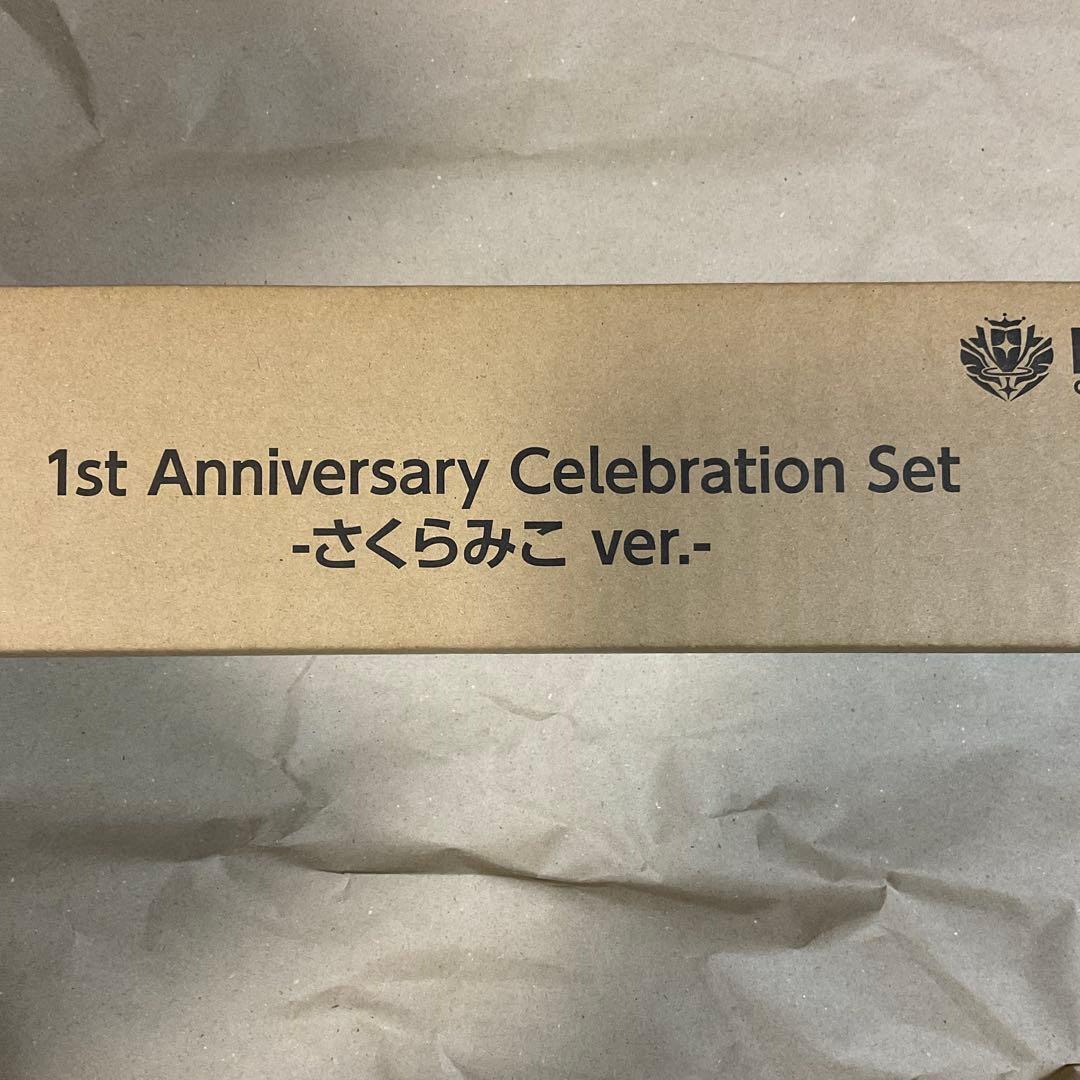 1st Anniversary Celebration Set
-さくらみこ ver.-